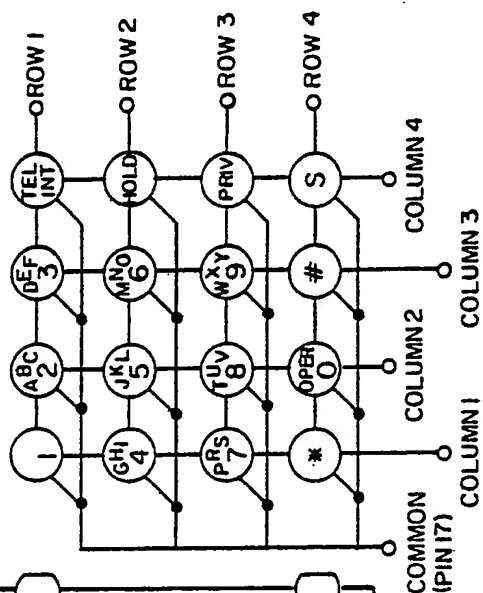 ROW 1
ROW 2
ROW 3
ROW 4
1
ABC
2
DEF
3
TEL
INT
GHI
4
JKL
5
MNO
6
HOLD
PRS
7
TUV
8
WXY
9
PRIV
*
OPER
0
#
S
COMMON
(PIN 17)
COLUMN 1
COLUMN 2
COLUMN 3
COLUMN 4